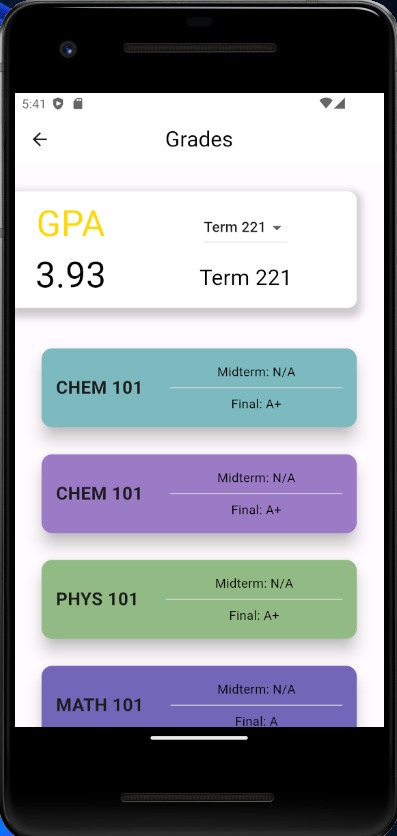 5:41
Grades
GPA
Term 221
3.93
Term 221
Midterm: N/A
CHEM 101
Final: A+
Midterm: N/A
CHEM 101
Final: A+
Midterm: N/A
PHYS 101
Final: A+
Midterm: N/A
MATH 101
Final: A